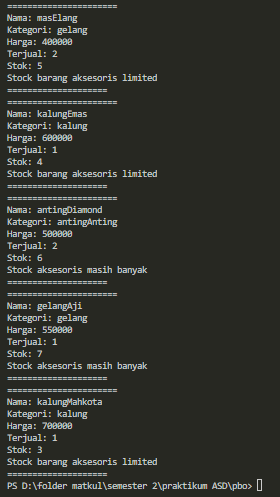 ======================
Nama: masElang
Kategori: gelang
Harga: 400000
Terjual: 2
Stok: 5
Stock barang aksesoris limited
====================
======================
Nama: kalungEmas
Kategori: kalung
Harga: 600000
Terjual: 1
Stok: 4
Stock barang aksesoris limited
====================
======================
Nama: antingDiamond
Kategori: antingAnting
Harga: 500000
Terjual: 2
Stok: 6
Stock aksesoris masih banyak
====================
======================
Nama: gelangAji
Kategori: gelang
Harga: 550000
Terjual: 1
Stok: 7
Stock aksesoris masih banyak
====================
======================
Nama: kalungMahkota
Kategori: kalung
Harga: 700000
Terjual: 1
Stok: 3
Stock barang aksesoris limited
====================
PS D:\folder matkul\semester 2\praktikum ASD\pbo>